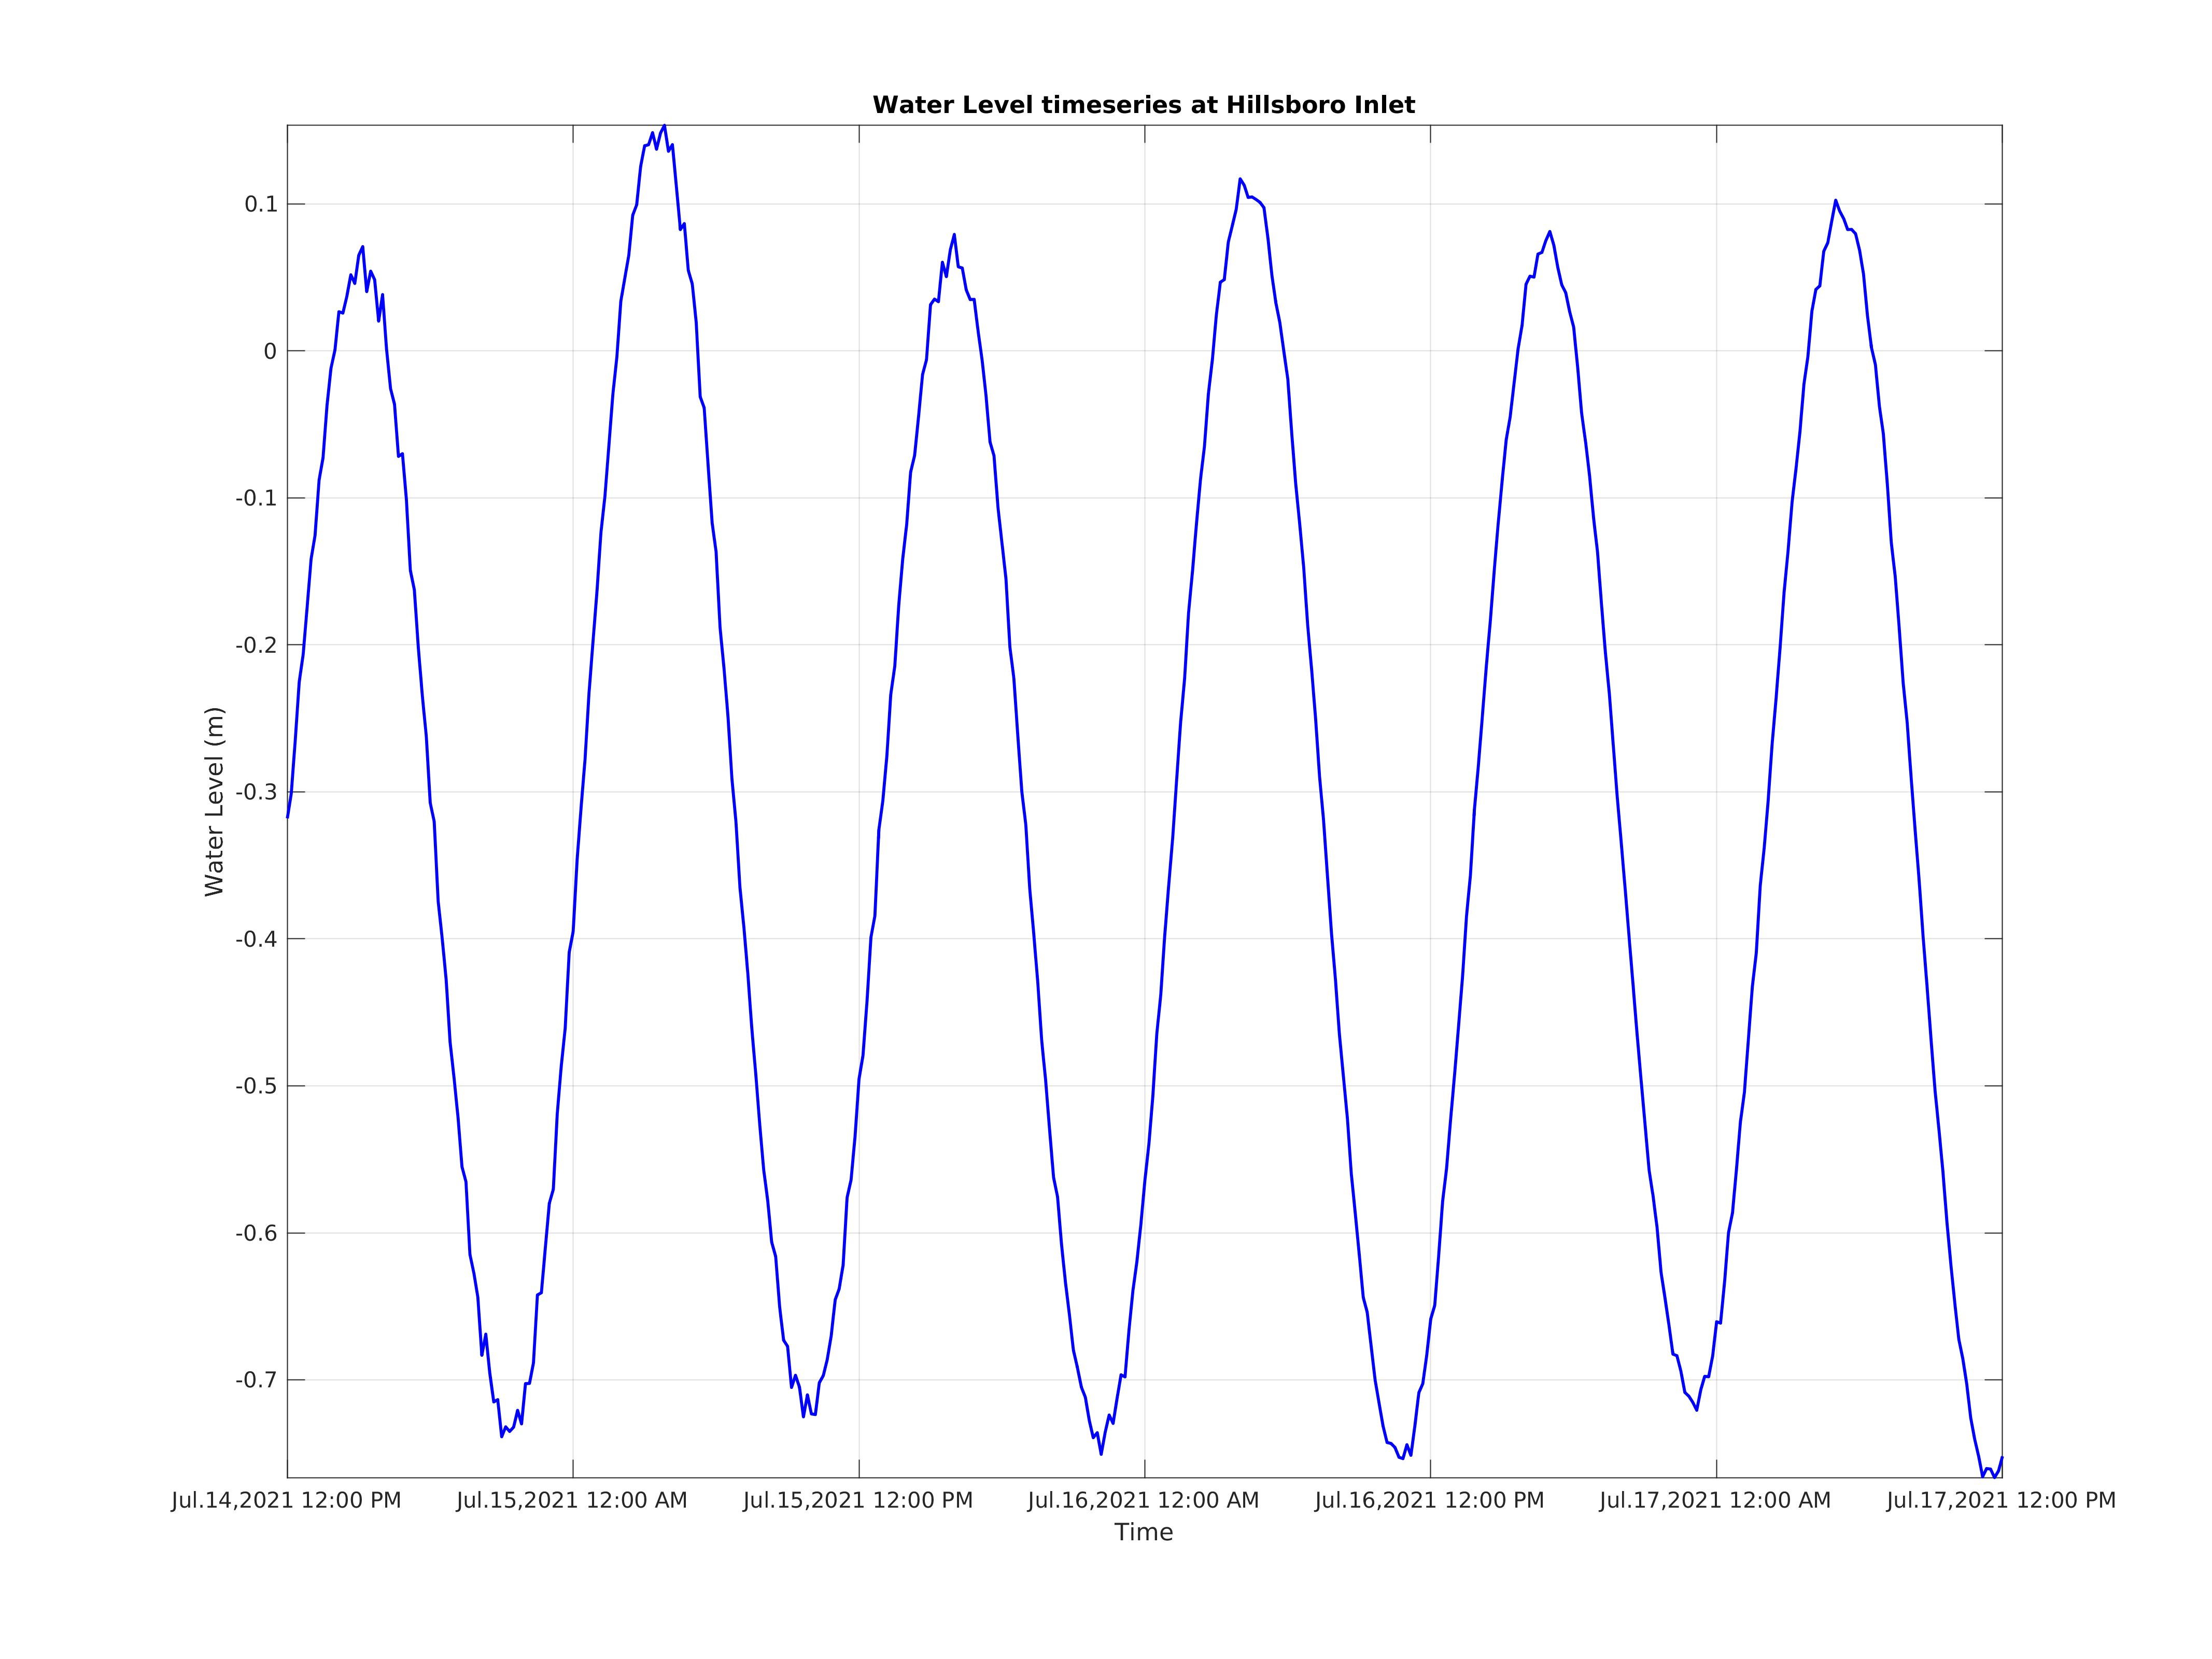 Water Level timeseries at Hillsboro Inlet
0.1
0
-0.1
-0.2
-0.3
-0.4
-0.5
-0.6
-0.7
Water Level (m)
Jul.14,2021 12:00 PM
Jul.15,2021 12:00 AM
Jul.15,2021 12:00 PM
Jul.16,2021 12:00 AM
Jul.16,2021 12:00 PM
Jul.17,2021 12:00 AM
Jul.17,2021 12:00 PM
Time